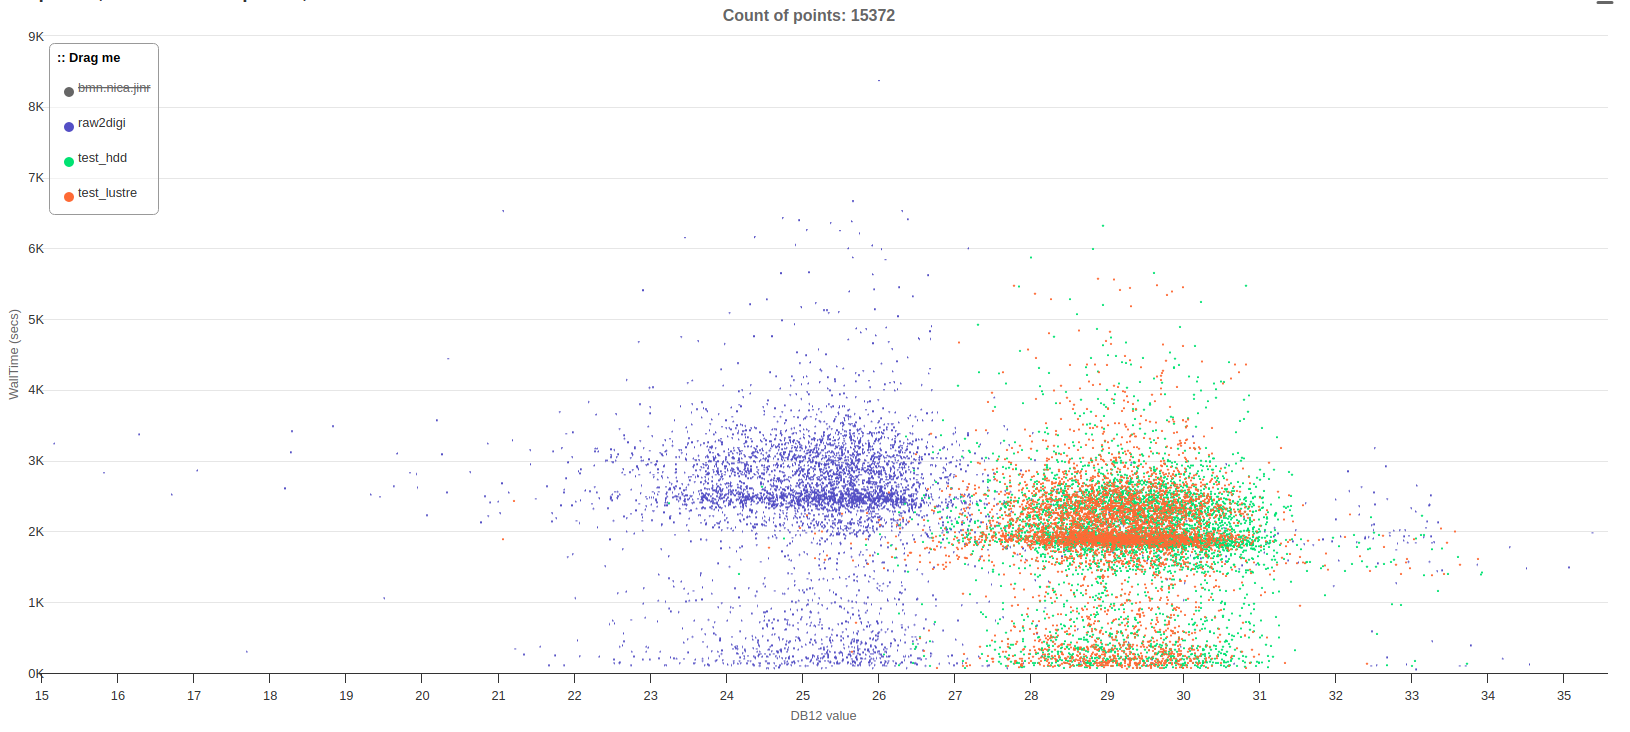 Count of points: 15372
:: Drag me
bmn.nica.jinr
raw2digi
test_hdd
test_lustre
9K
8K
7K
6K
5K
4K
3K
2K
1K
0K
WallTime (secs)
15 16 17 18 19 20 21 22 23 24 25 26 27 28 29 30 31 32 33 34 35
DB12 value